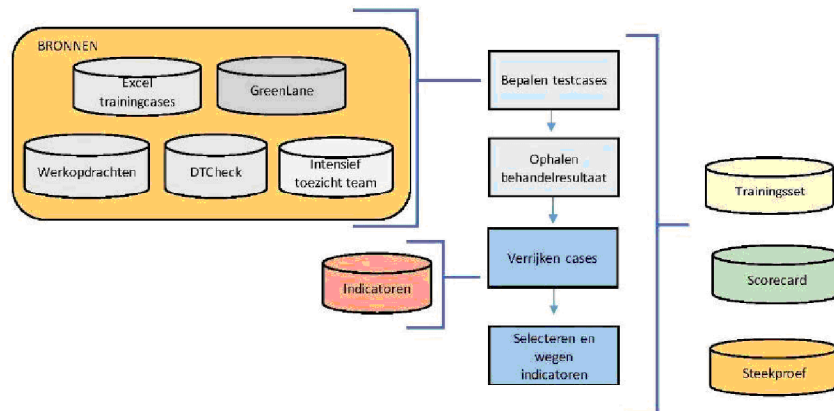 BRONNEN
Excel
trainingcases
GreenLane
Werkopdrachten
DTCheck
Intensief
toezicht team
Bepalen testcases
Ophalen
behandelresultaat
Verrijken cases
Selecteren en
wegen
indicatoren
Indicatoren
Trainingsset
Scorecard
Steekproef